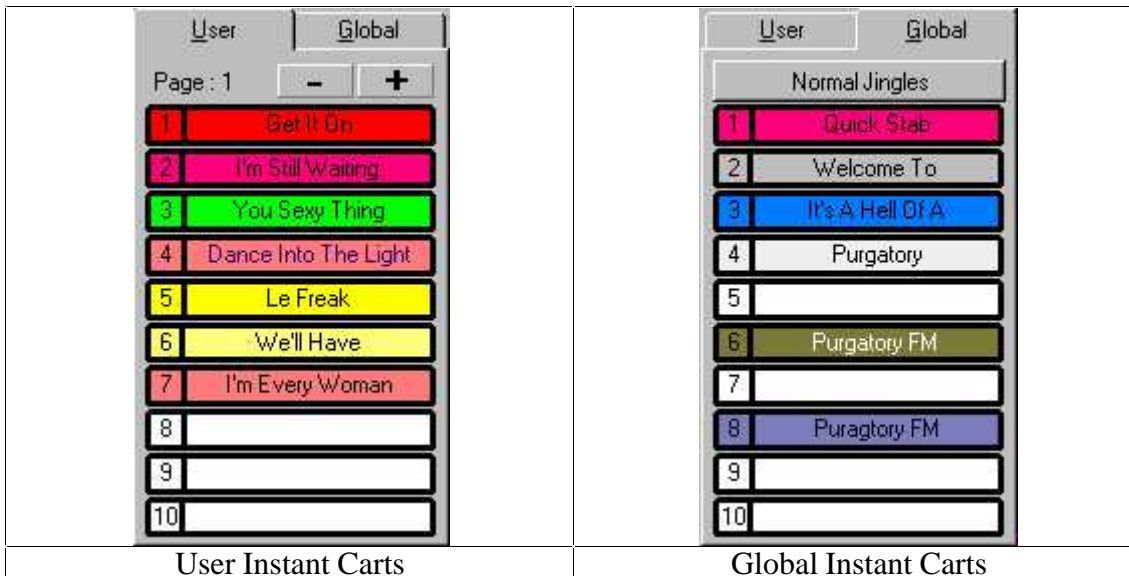 User Global
Page : 1 - +
1 Get It On
2 I'm Still Waiting
3 You Sexy Thing
4 Dance Into The Light
5 Le Freak
6 We'll Have
7 I'm Every Woman
8
9
10
User Instant Carts
User Global
Normal Jingles
1 Quick Stab
2 Welcome To
3 It's A Hell Of A
4 Purgatory
5
6 Purgatory FM
7
8 Puragtory FM
9
10
Global Instant Carts